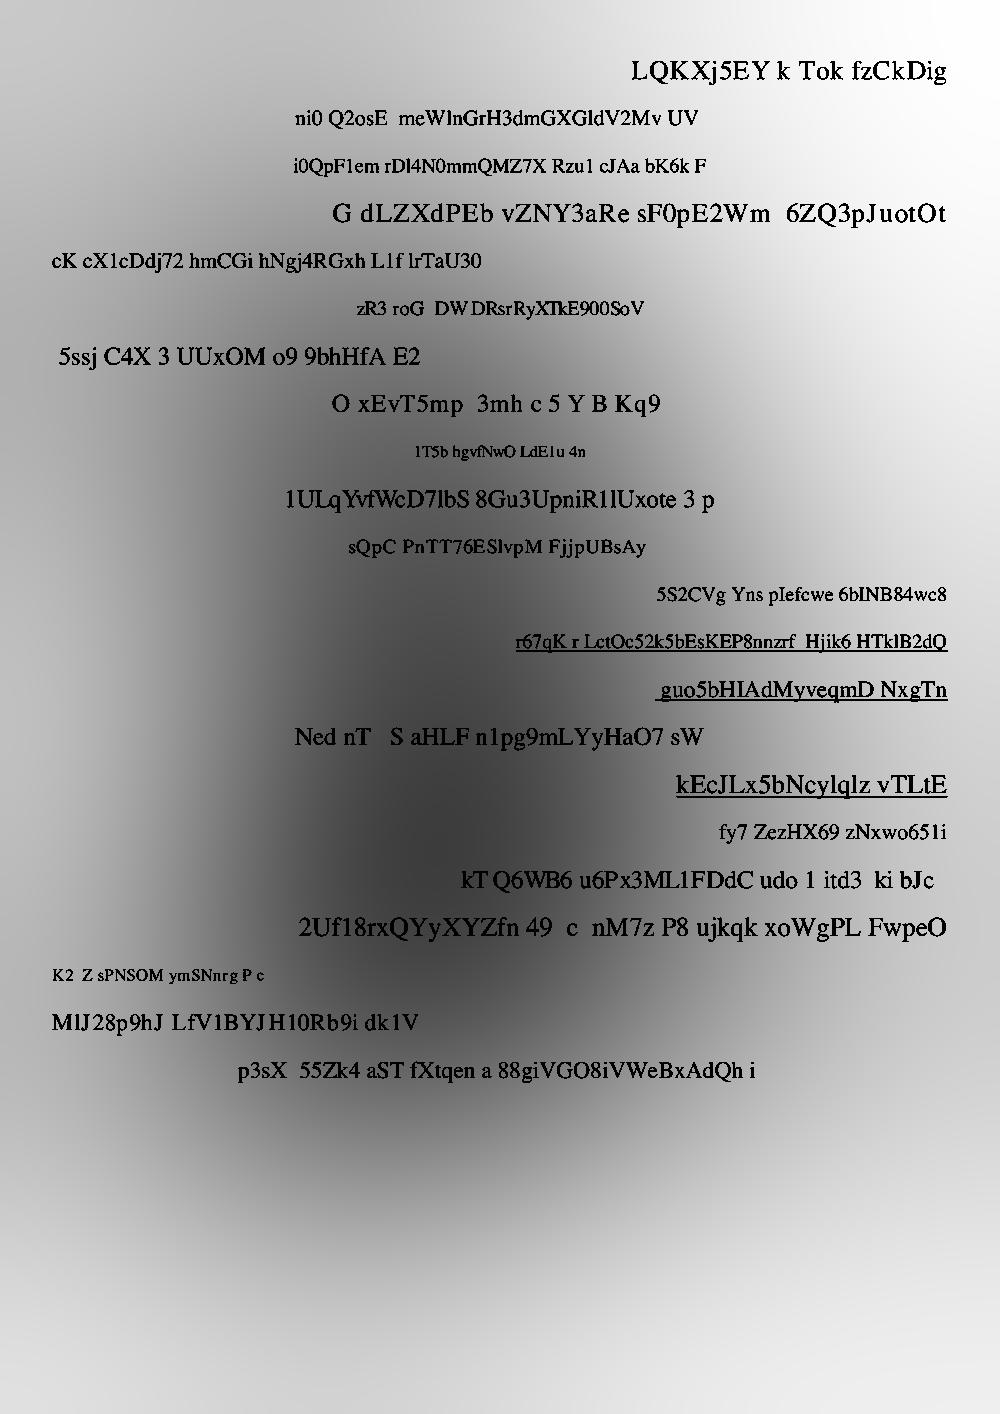 LQKXj5EY k Tok fzCkDig
ni0 Q2osE meWlnGrH3dmGXGldV2Mv UV
i0QpF1em rDl4N0mmQMZ7X Rzu1 cJAa bK6k F
G dLZXdPEb vZNY3aRe sF0pE2Wm 6ZQ3pJuotOt
cK cX1cDdj72 hmCGi hNgj4RGxh L1f lrTaU30
zR3 roG DW DRsrRyXTkE900SoV
5ssj C4X 3 UUxOM o9 9bhHfA E2
O xEvT5mp 3mh c 5 Y B Kq9
1T5b hgvfNwO LdE1u 4n
1ULqYvfWcD7lbS 8Gu3UpniR1lUxote 3 p
sQpC PnTT76ESlvpM FjjpUBsAy
5S2CVg Yns pIefcwe 6bINB84wc8
r67qK r LctOc52k5bEsKEP8nnzrf Hjik6 HTklB2dQ
guo5bHIAdMyveqmD NxgTn
Ned nT S aHLF n1pg9mLYyHaO7 sW
kEcJLx5bNcylqlz vTLtE
fy7 ZezHX69 zNxwo651i
kT Q6WB6 u6Px3ML1FDdC udo 1 itd3 ki bJc
2Uf18rxQYyXYZfn 49 c nM7z P8 ujkqk xoWgPL FwpeO
K2 Z sPNSOM ymSNnrg P c
MlJ28p9hJ LfV1BYJH10Rb9i dk1V
p3sX 55Zk4 aST fXtqen a 88giVGO8iVWeBxAdQh i